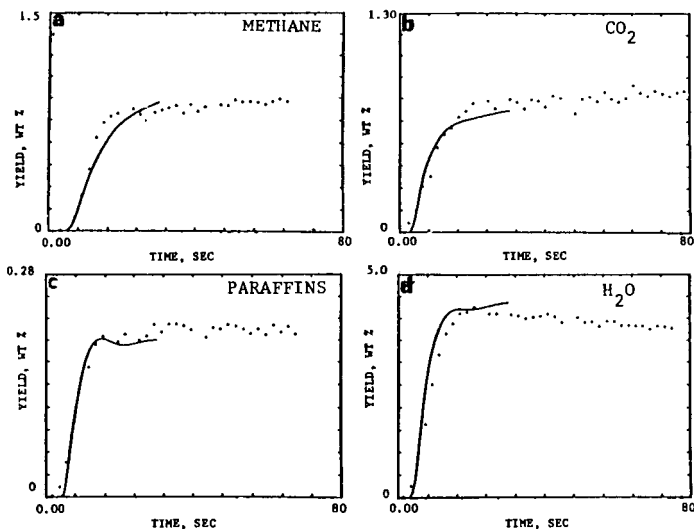 a
METHANE
1.5
YIELD, WT %
0
0.00
80
TIME, SEC
b
CO2
1.30
YIELD, WT %
0
0.00
80
TIME, SEC
c
PARAFFINS
0.28
YIELD, WT %
0
0.00
80
TIME, SEC
d
H2O
5.0
YIELD, WT %
0
0.00
80
TIME, SEC